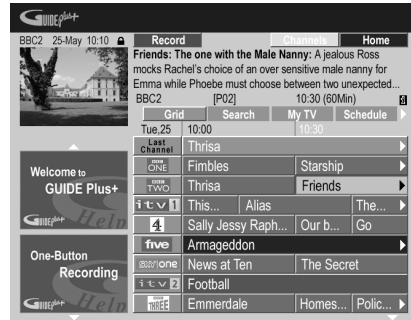 GUIDE Plus+
BBC2 25-May 10:10
Record Channels Home
Friends: The one with the Male Nanny: A jealous Ross
mocks Rachel's choice of an over sensitive male nanny for
Emma while Phoebe must choose between two unexpected...
BBC2 [P02] 10:30 (60Min)
Grid Search My TV Schedule
Tue,25 10:00 10:30
Last Channel Thrisa
BBC ONE Fimbles Starship
BBC TWO Thrisa Friends
itv1 This... Alias The...
4 Sally Jessy Raph... Our b... Go
five Armageddon
sky one News at Ten The Secret
itv2 Football
BBC THREE Emmerdale Homes... Polic...
Welcome to
GUIDE Plus+
GUIDE Plus+ Help
One-Button
Recording
GUIDE Plus+ Help